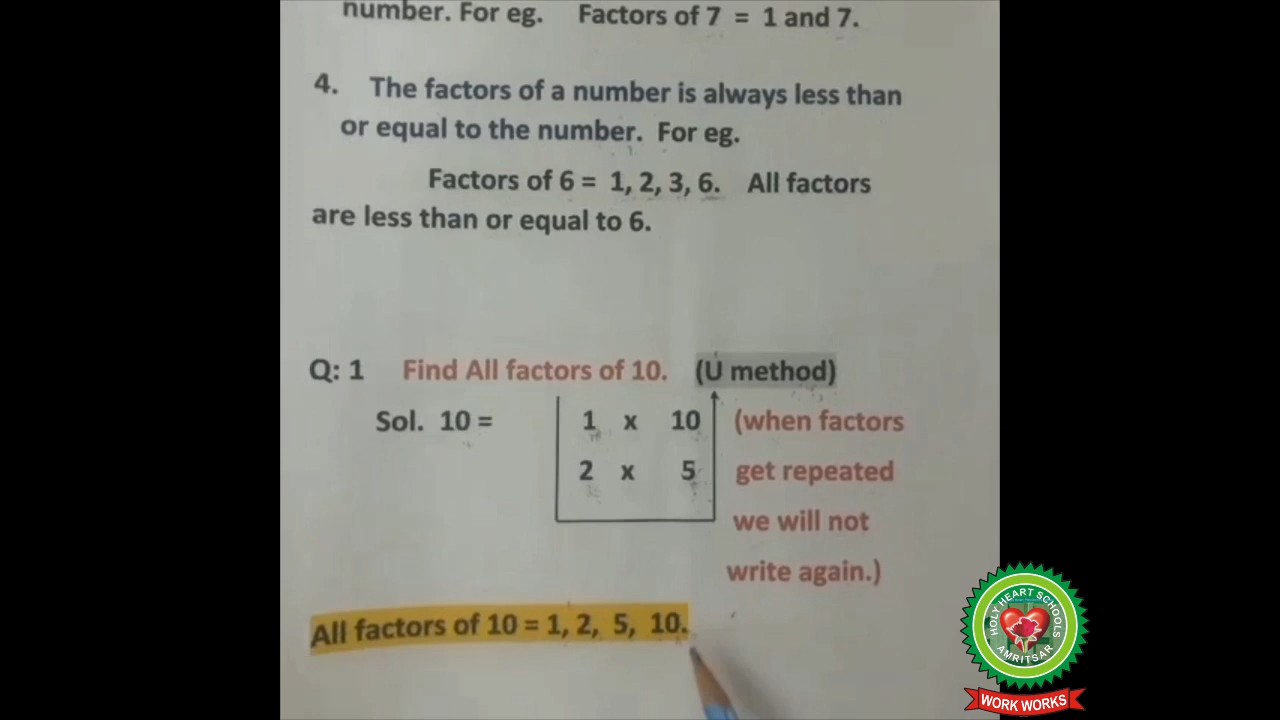 number. For eg. Factors of 7 = 1 and 7.
4. The factors of a number is always less than
or equal to the number. For eg.
Factors of 6 = 1, 2, 3, 6. All factors
are less than or equal to 6.
Q: 1 Find All factors of 10. (U method)
Sol. 10 = 1 x 10 (when factors
2 x 5 get repeated
we will not
write again.)
All factors of 10 = 1, 2, 5, 10.
HOLY HEART SCHOOLS
AMRITSAR
WORK WORKS